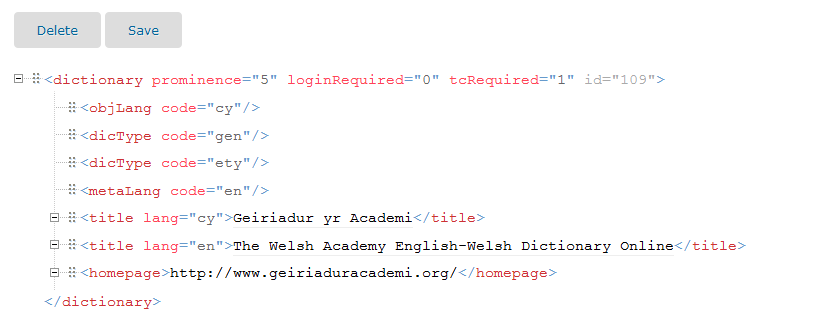 Delete Save
<dictionary prominence="5" loginRequired="0" tcRequired="1" id="109">
<objLang code="cy"/>
<dicType code="gen"/>
<dicType code="ety"/>
<metaLang code="en"/>
<title lang="cy">Geiriadur yr Academi</title>
<title lang="en">The Welsh Academy English-Welsh Dictionary Online</title>
<homepage>http://www.geiriaduracademi.org/</homepage>
</dictionary>